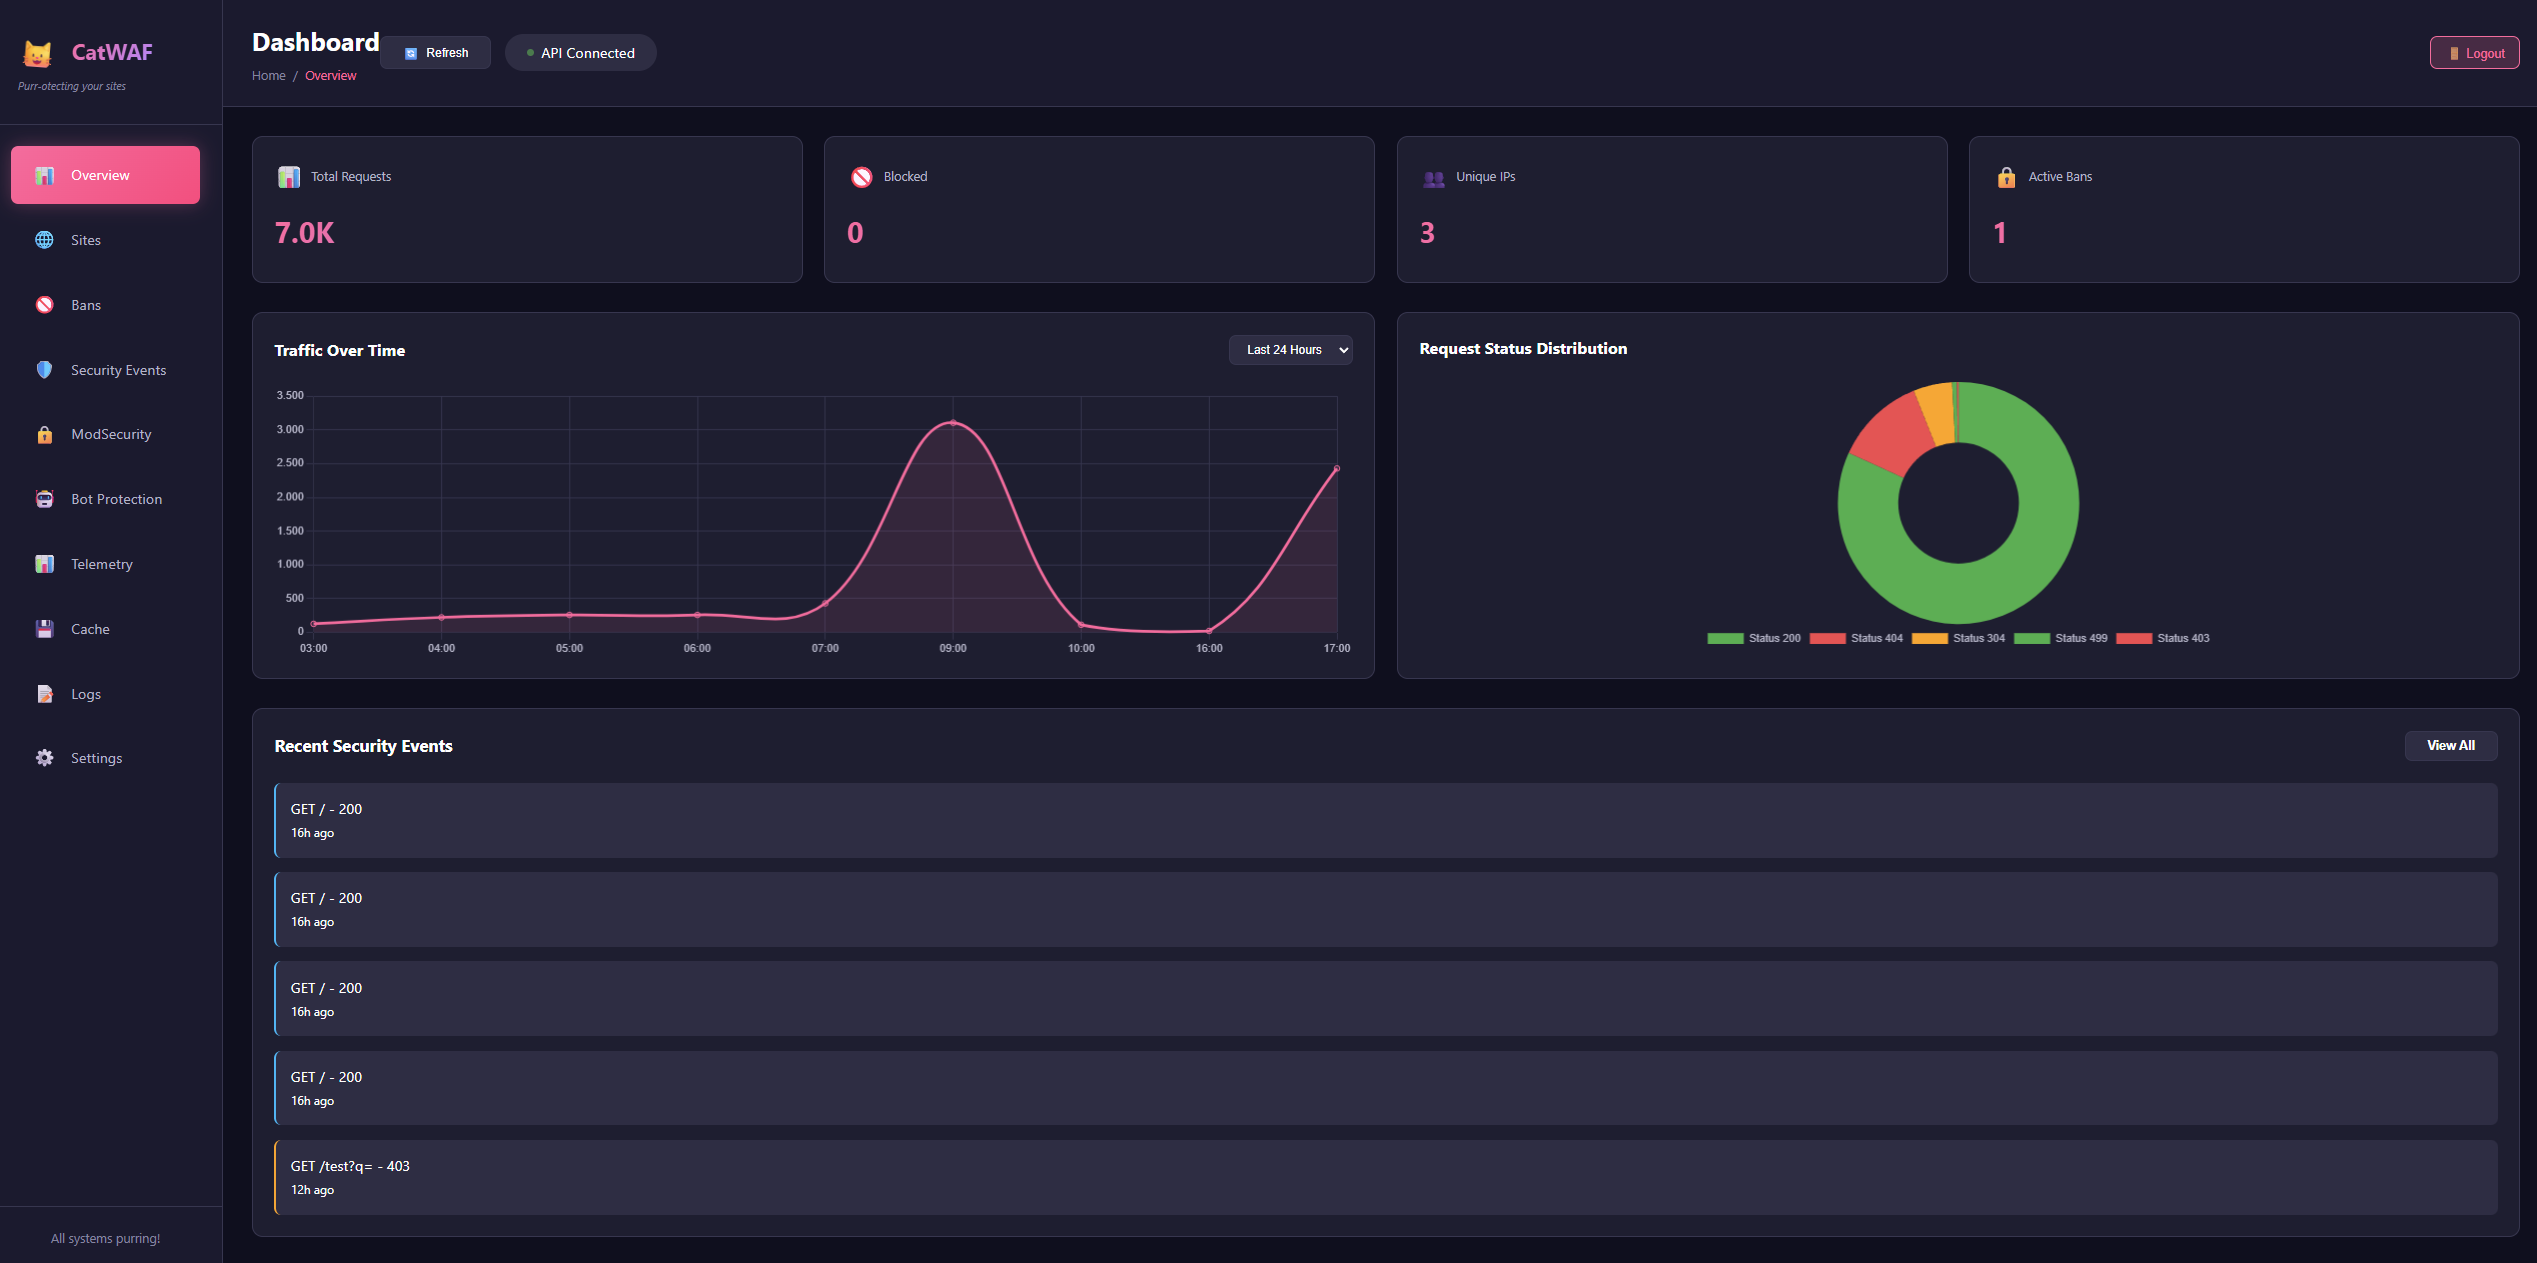 CatWAF
Purr-otecting your sites
Overview
Sites
Bans
Security Events
ModSecurity
Bot Protection
Telemetry
Cache
Logs
Settings
All systems purring!
Dashboard
Home / Overview
Refresh
API Connected
Logout
Total Requests
7.0K
Blocked
0
Unique IPs
3
Active Bans
1
Traffic Over Time
Last 24 Hours
3.500
3.000
2.500
2.000
1.500
1.000
500
0
03:00 04:00 05:00 06:00 07:00 09:00 10:00 16:00 17:00
Request Status Distribution
Status 200 Status 404 Status 304 Status 499 Status 403
Recent Security Events
View All
GET / - 200
16h ago
GET / - 200
16h ago
GET / - 200
16h ago
GET / - 200
16h ago
GET /test?q= - 403
12h ago